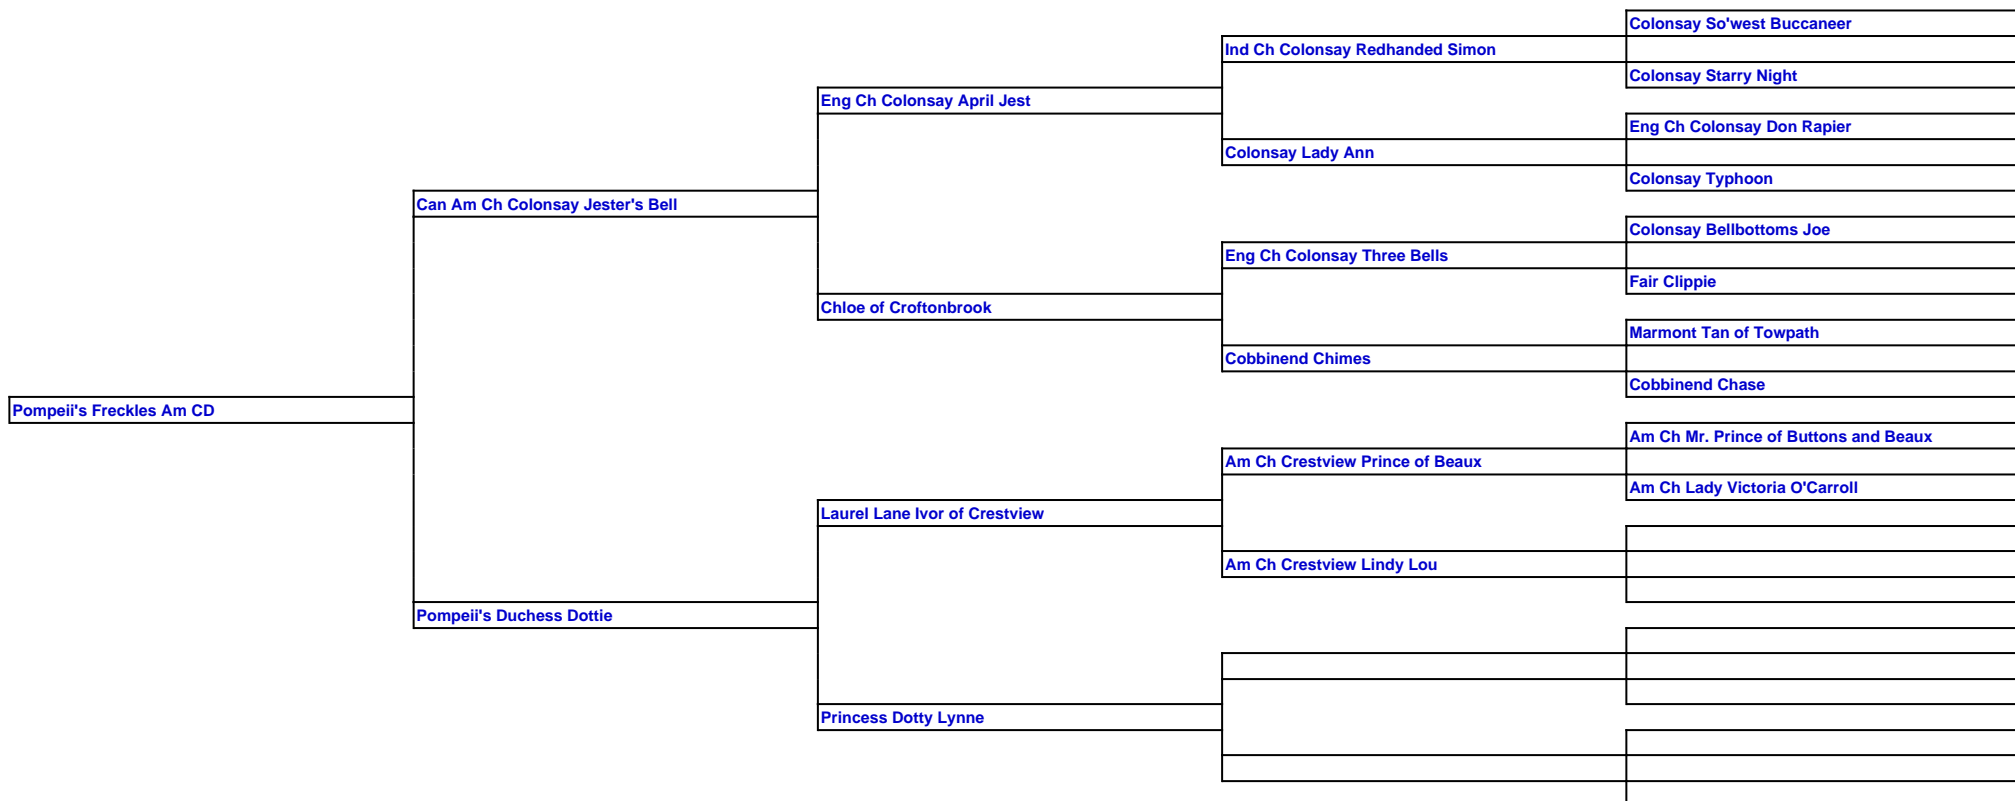 Colonsay So'west Buccaneer
Ind Ch Colonsay Redhanded Simon
Colonsay Starry Night
Eng Ch Colonsay April Jest
Eng Ch Colonsay Don Rapier
Colonsay Lady Ann
Colonsay Typhoon
Can Am Ch Colonsay Jester's Bell
Colonsay Bellbottoms Joe
Eng Ch Colonsay Three Bells
Fair Clippie
Chloe of Croftonbrook
Marmont Tan of Towpath
Cobbinend Chimes
Cobbinend Chase
Pompeii's Freckles Am CD
Am Ch Mr. Prince of Buttons and Beaux
Am Ch Crestview Prince of Beaux
Am Ch Lady Victoria O'Carroll
Laurel Lane Ivor of Crestview
Am Ch Crestview Lindy Lou
Pompeii's Duchess Dottie
Princess Dotty Lynne